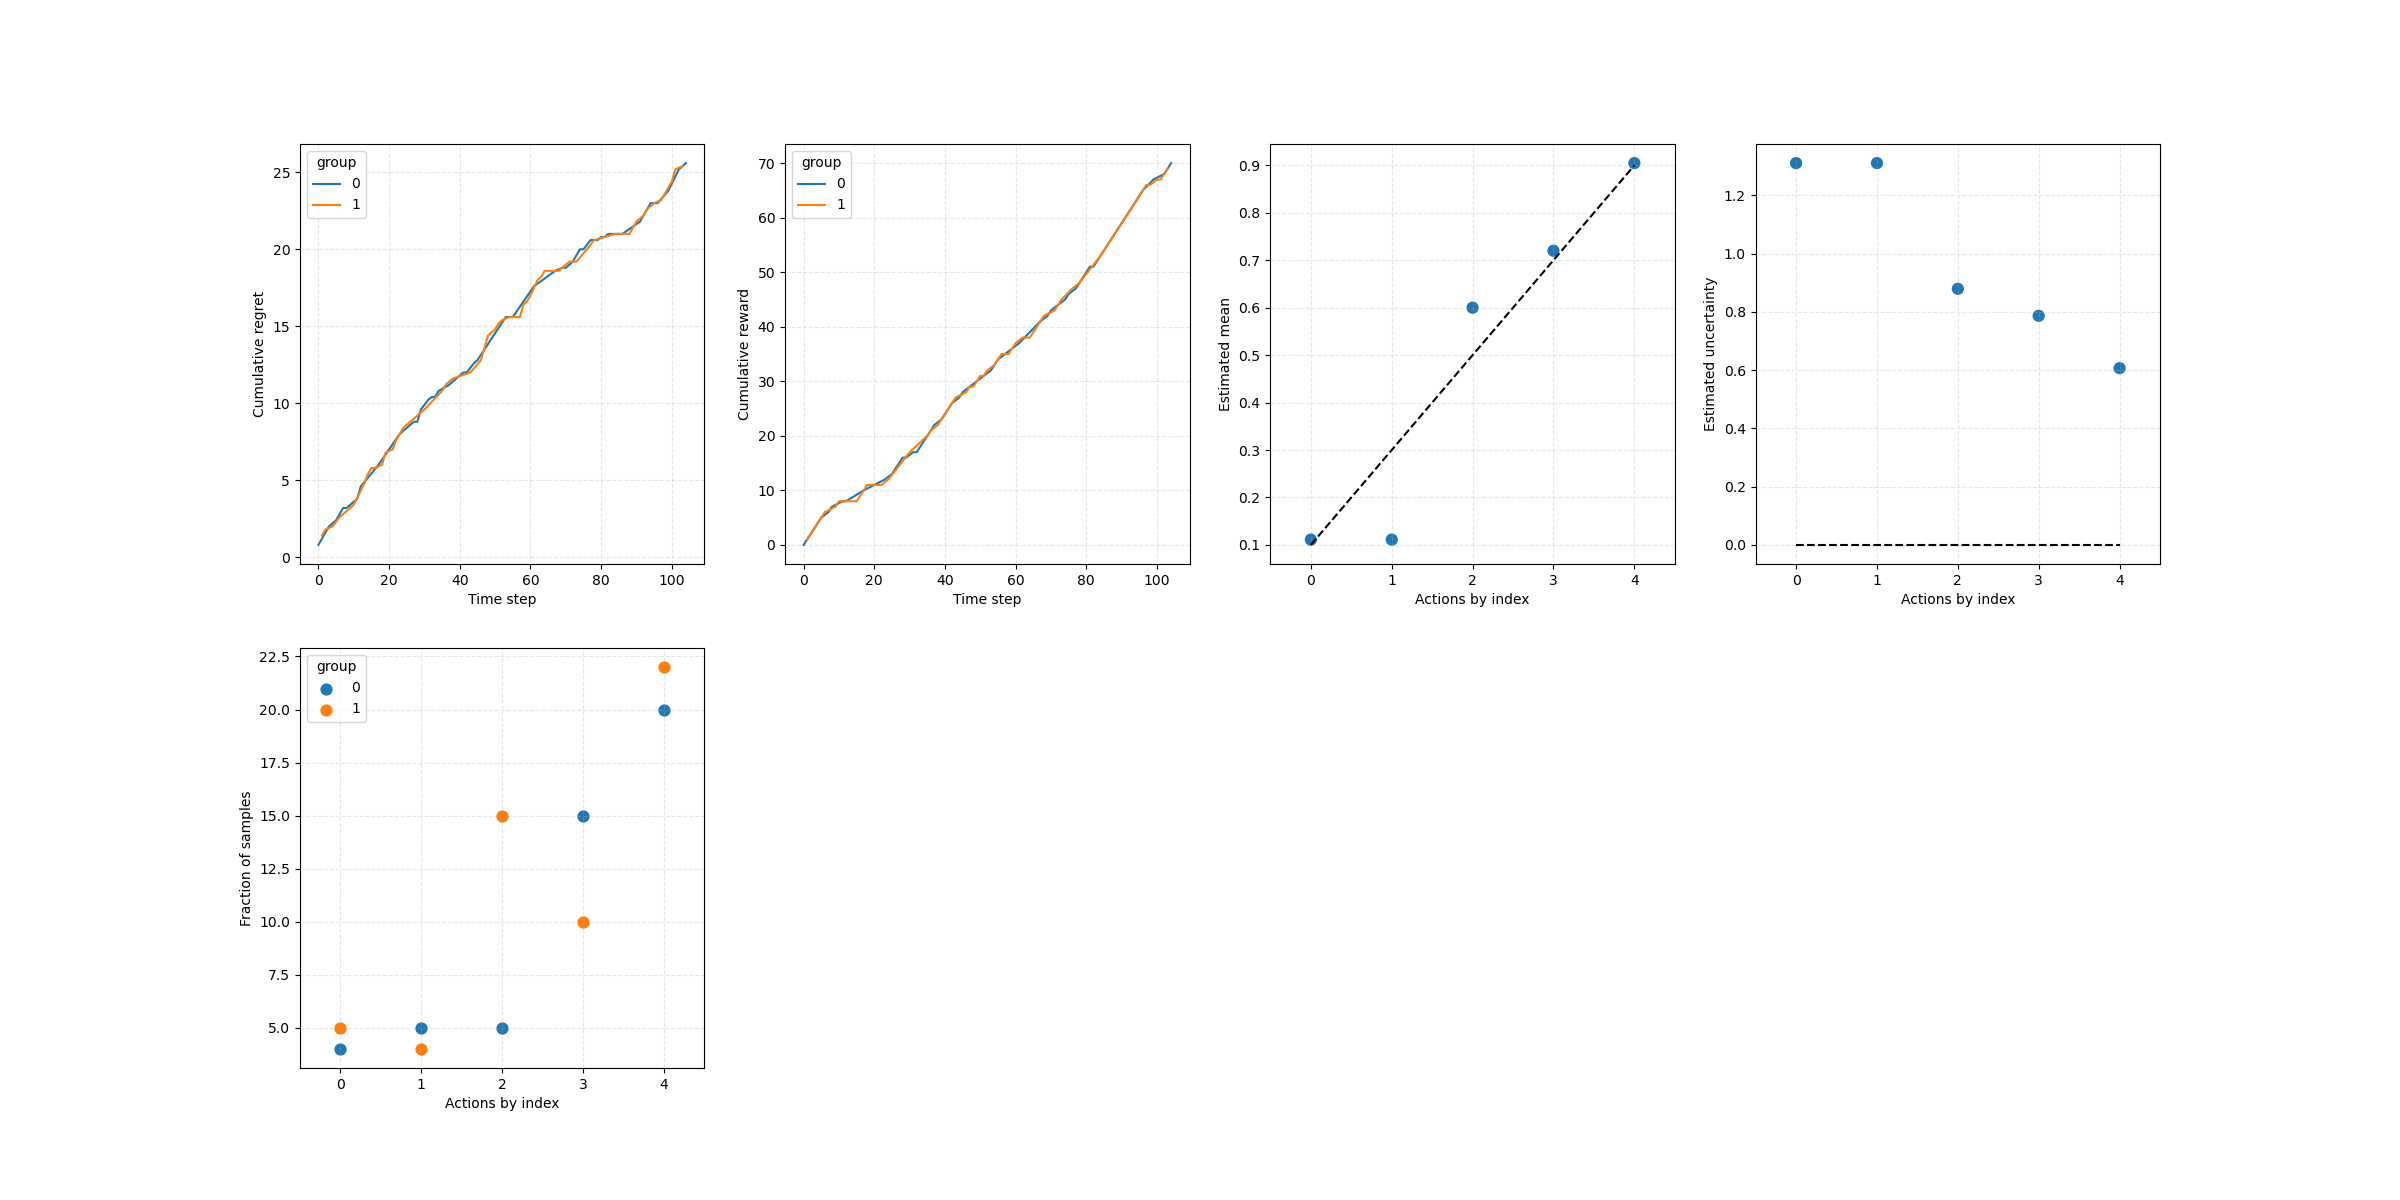 group
0
1
Cumulative regret
25
20
15
10
5
0
0 20 40 60 80 100
Time step
group
0
1
Cumulative reward
70
60
50
40
30
20
10
0
0 20 40 60 80 100
Time step
Estimated mean
0.9
0.8
0.7
0.6
0.5
0.4
0.3
0.2
0.1
0 1 2 3 4
Actions by index
Estimated uncertainty
1.2
1.0
0.8
0.6
0.4
0.2
0.0
0 1 2 3 4
Actions by index
group
0
1
Fraction of samples
22.5
20.0
17.5
15.0
12.5
10.0
7.5
5.0
0 1 2 3 4
Actions by index